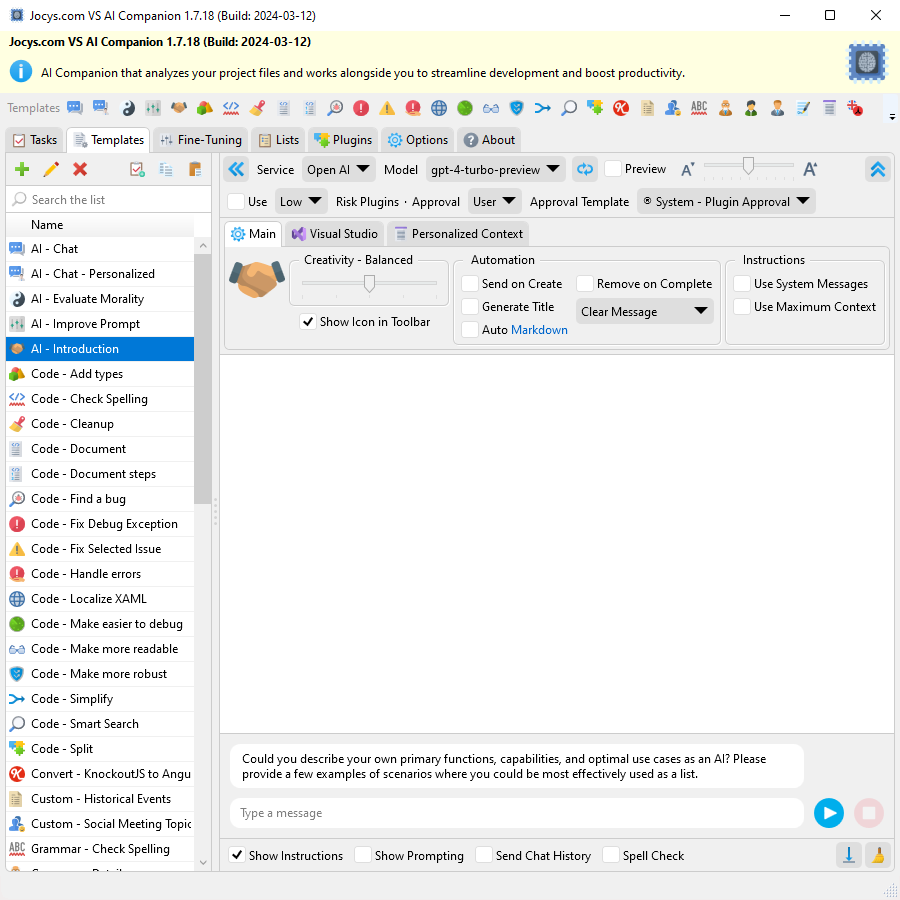 Jocys.com VS AI Companion 1.7.18 (Build: 2024-03-12)
Jocys.com VS AI Companion 1.7.18 (Build: 2024-03-12)
AI Companion that analyzes your project files and works alongside you to streamline development and boost productivity.
Templates
ABC
Tasks Templates Fine-Tuning Lists Plugins Options About
Search the list
Name
AI - Chat
AI - Chat - Personalized
AI - Evaluate Morality
AI - Improve Prompt
AI - Introduction
Code - Add types
Code - Check Spelling
Code - Cleanup
Code - Document
Code - Document steps
Code - Find a bug
Code - Fix Debug Exception
Code - Fix Selected Issue
Code - Handle errors
Code - Localize XAML
Code - Make easier to debug
Code - Make more readable
Code - Make more robust
Code - Simplify
Code - Smart Search
Code - Split
Convert - KnockoutJS to Angu
Custom - Historical Events
Custom - Social Meeting Topic
ABC Grammar - Check Spelling
Service Open AI Model gpt-4-turbo-preview Preview A A
Use Low Risk Plugins · Approval User Approval Template ® System - Plugin Approval
Main Visual Studio Personalized Context
Creativity - Balanced
Show Icon in Toolbar
Automation
Send on Create Remove on Complete
Generate Title Clear Message
Auto Markdown
Instructions
Use System Messages
Use Maximum Context
Could you describe your own primary functions, capabilities, and optimal use cases as an AI? Please
provide a few examples of scenarios where you could be most effectively used as a list.
Type a message
Show Instructions Show Prompting Send Chat History Spell Check